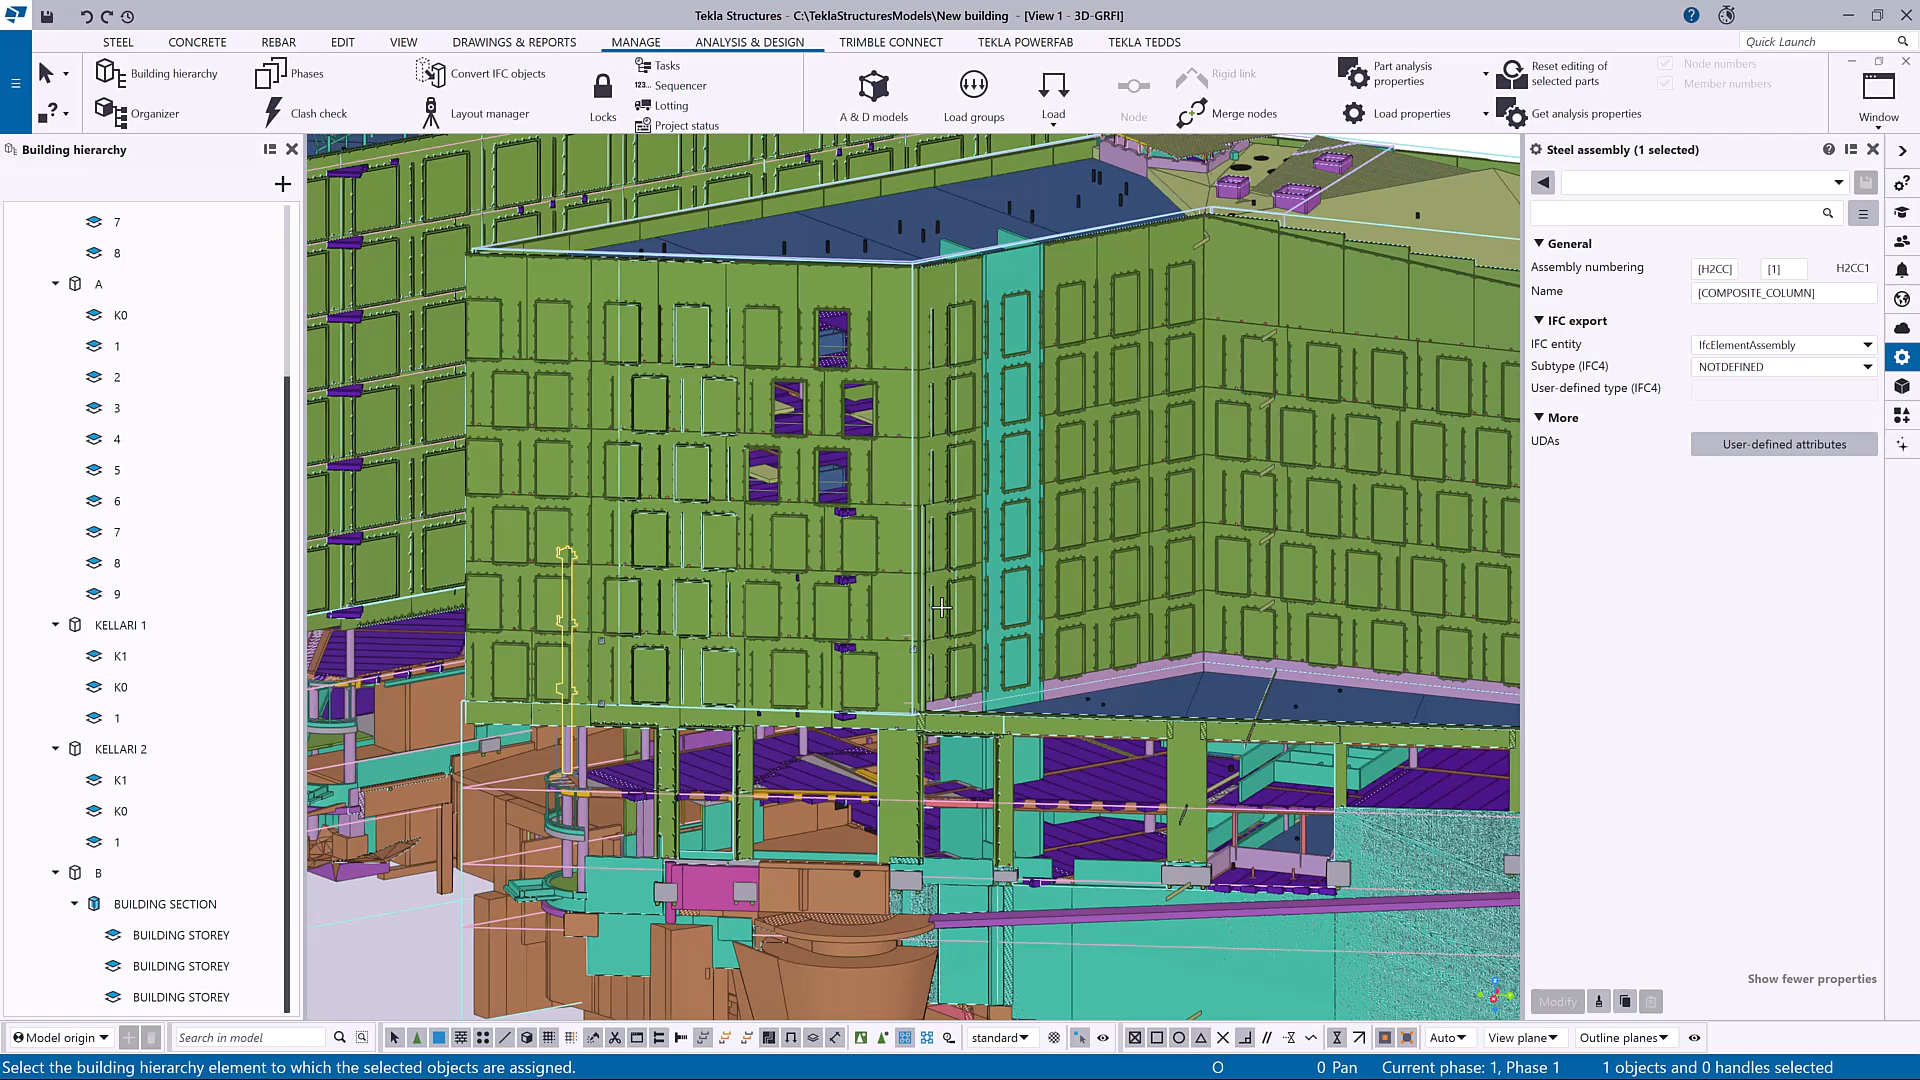 Tekla Structures - C:\TeklaStructuresModels\New building - [View 1 - 3D-GRFI]
STEEL CONCRETE REBAR EDIT VIEW DRAWINGS & REPORTS MANAGE ANALYSIS & DESIGN TRIMBLE CONNECT TEKLA POWERFAB TEKLA TEDDS Quick Launch
Building hierarchy
Organizer
Phases
Clash check
Convert IFC objects
Layout manager
Locks
Tasks
123... Sequencer
Lotting
Project status
A & D models
Load groups
Load
Node
Rigid link
Merge nodes
Part analysis
properties
Load properties
Reset editing of
selected parts
Get analysis properties
Node numbers
Member numbers
Window
Building hierarchy
7
8
A
K0
1
2
3
4
5
6
7
8
9
KELLARI 1
K1
K0
1
KELLARI 2
K1
K0
1
B
BUILDING SECTION
BUILDING STOREY
BUILDING STOREY
BUILDING STOREY
Steel assembly (1 selected)
General
Assembly numbering [H2CC] [1] H2CC1
Name [COMPOSITE_COLUMN]
IFC export
IFC entity IfcElementAssembly
Subtype (IFC4) NOTDEFINED
User-defined type (IFC4)
More
UDAs User-defined attributes
Show fewer properties
Modify
Model origin Search in model standard Auto View plane Outline planes
Select the building hierarchy element to which the selected objects are assigned. O 0 Pan Current phase: 1, Phase 1 1 objects and 0 handles selected